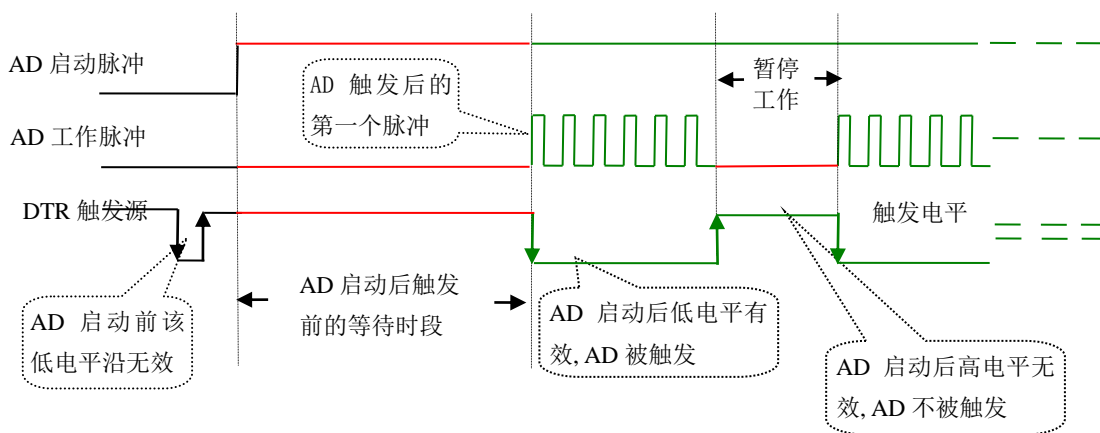 AD 启动脉冲
AD 触发后的
第一个脉冲
暂停
工作
AD 工作脉冲
DTR 触发源
触发电平
AD 启动前该
低电平沿无效
AD 启动后触发
前的等待时段
AD 启动后低电平有
效, AD 被触发
AD 启动后高电平无
效, AD 不被触发